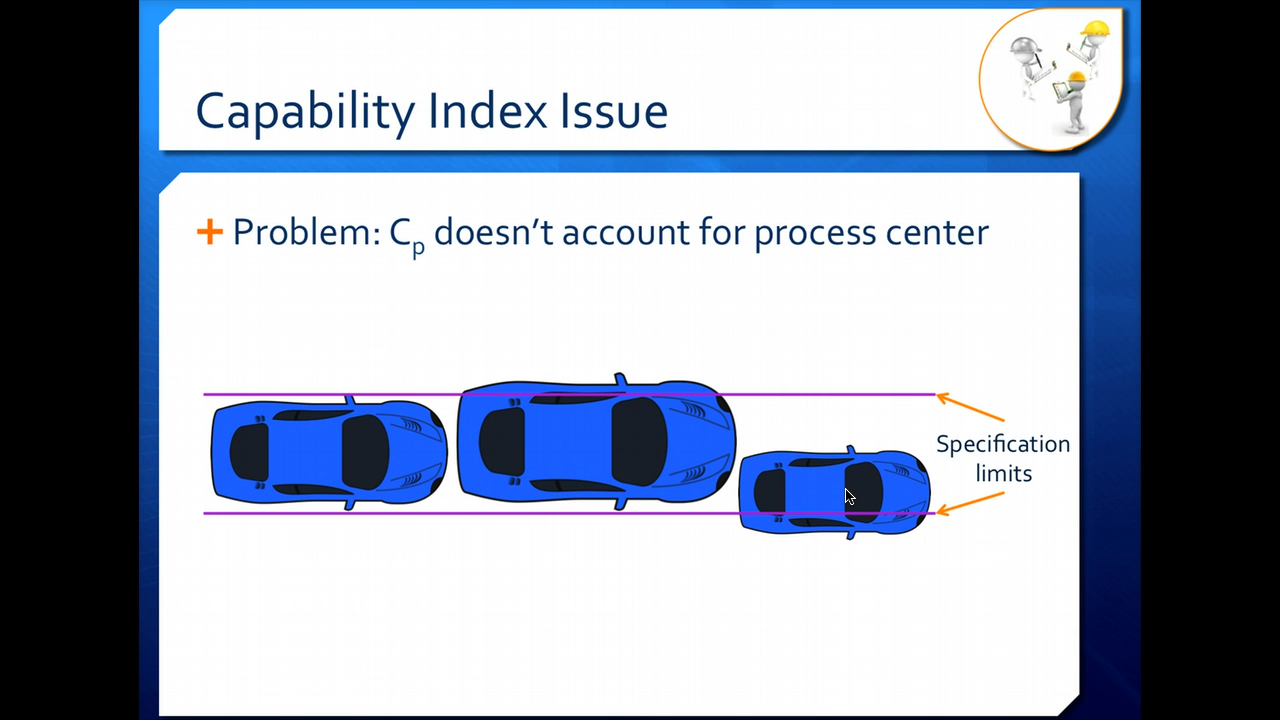 Capability Index Issue
Problem: Cp doesn’t account for process center
Specification
limits